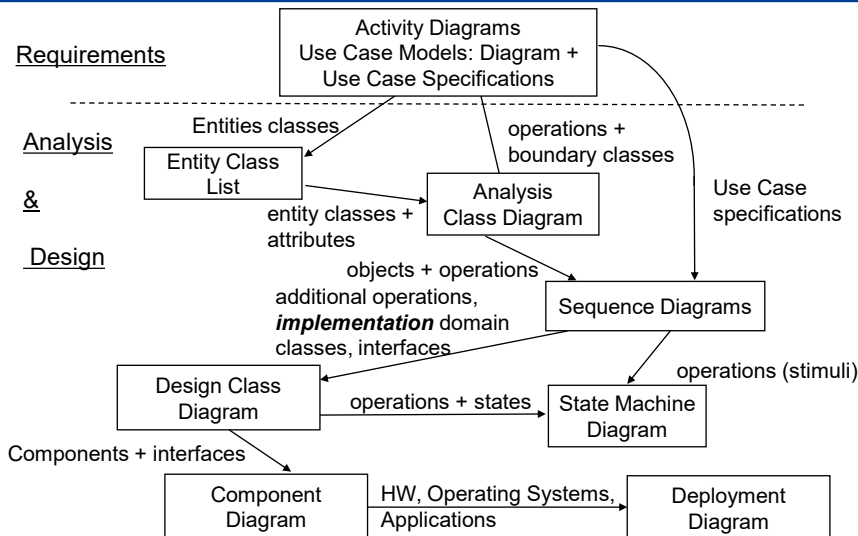 Activity Diagrams
Use Case Models: Diagram +
Use Case Specifications
Requirements
Entities classes
operations +
boundary classes
Analysis
&
Design
Entity Class
List
Analysis
Class Diagram
Use Case
specifications
entity classes +
attributes
objects + operations
additional operations,
implementation domain
classes, interfaces
Sequence Diagrams
operations (stimuli)
Design Class
Diagram
operations + states
State Machine
Diagram
Components + interfaces
Component
Diagram
HW, Operating Systems,
Applications
Deployment
Diagram